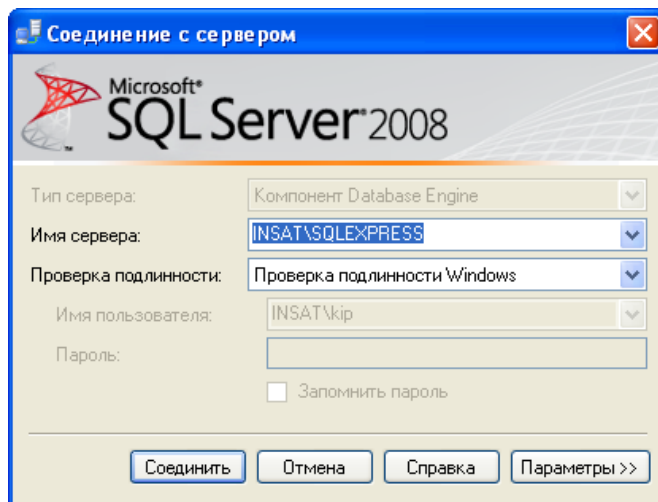 Соединение с сервером
Microsoft®
SQL Server® 2008
Тип сервера: Компонент Database Engine
Имя сервера: INSAT\SQLEXPRESS
Проверка подлинности: Проверка подлинности Windows
Имя пользователя: INSAT\kip
Пароль:
Запомнить пароль
Соединить Отмена Справка Параметры >>